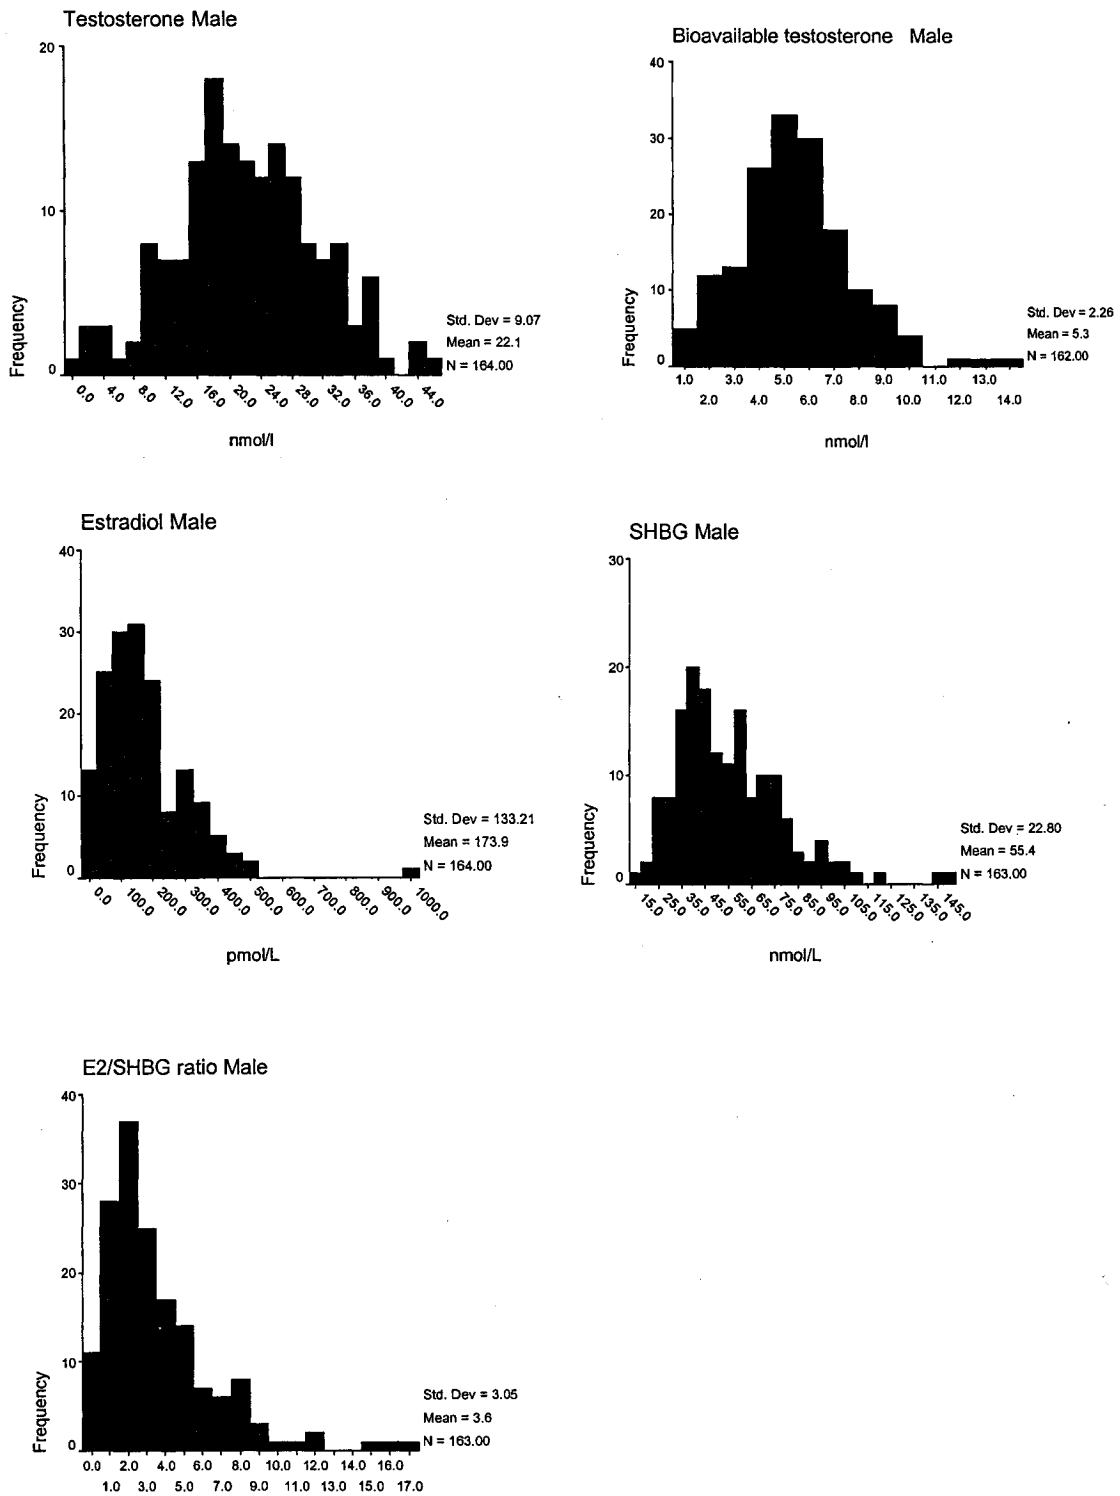 Testosterone Male
20
10
0
Frequency
Std. Dev = 9.07
Mean = 22.1
N = 164.00
0.0 4.0 8.0 12.0 16.0 20.0 24.0 28.0 32.0 36.0 40.0 44.0
nmol/l
Bioavailable testosterone Male
40
30
20
10
0
Frequency
Std. Dev = 2.26
Mean = 5.3
N = 162.00
1.0 3.0 5.0 7.0 9.0 11.0 13.0
2.0 4.0 6.0 8.0 10.0 12.0 14.0
nmol/l
Estradiol Male
40
30
20
10
0
Frequency
Std. Dev = 133.21
Mean = 173.9
N = 164.00
0.0 100.0 200.0 300.0 400.0 500.0 600.0 700.0 800.0 900.0 1000.0
pmol/L
SHBG Male
30
20
10
0
Frequency
Std. Dev = 22.80
Mean = 55.4
N = 163.00
15.0 25.0 35.0 45.0 55.0 65.0 75.0 85.0 95.0 105.0 115.0 125.0 135.0 145.0
nmol/L
E2/SHBG ratio Male
40
30
20
10
0
Frequency
Std. Dev = 3.05
Mean = 3.6
N = 163.00
0.0 2.0 4.0 6.0 8.0 10.0 12.0 14.0 16.0
1.0 3.0 5.0 7.0 9.0 11.0 13.0 15.0 17.0